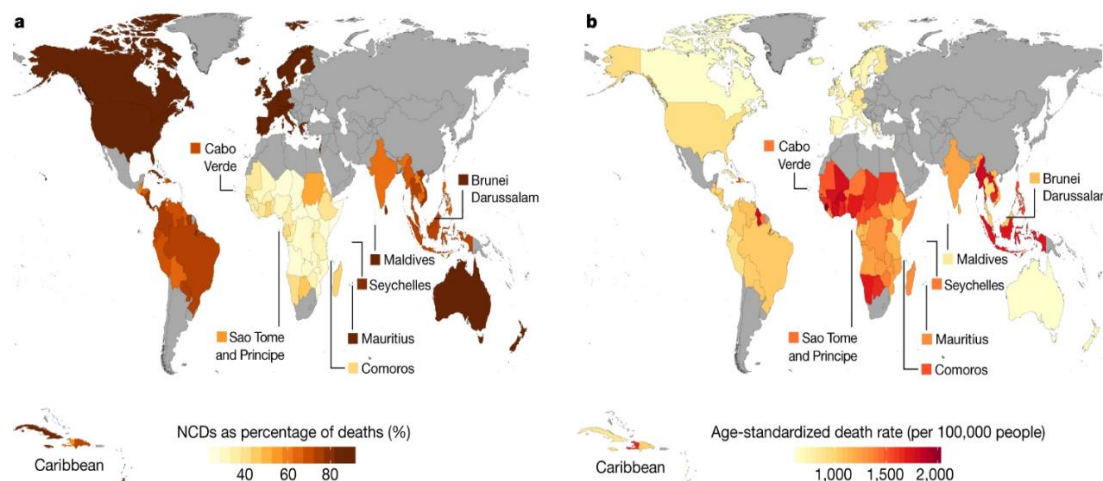 a
Cabo
Verde
Brunei
Darussalam
Maldives
Seychelles
Sao Tome
and Principe
Mauritius
Comoros
Caribbean
NCDs as percentage of deaths (%)
40 60 80
b
Cabo
Verde
Brunei
Darussalam
Maldives
Seychelles
Sao Tome
and Principe
Mauritius
Comoros
Caribbean
Age-standardized death rate (per 100,000 people)
1,000 1,500 2,000